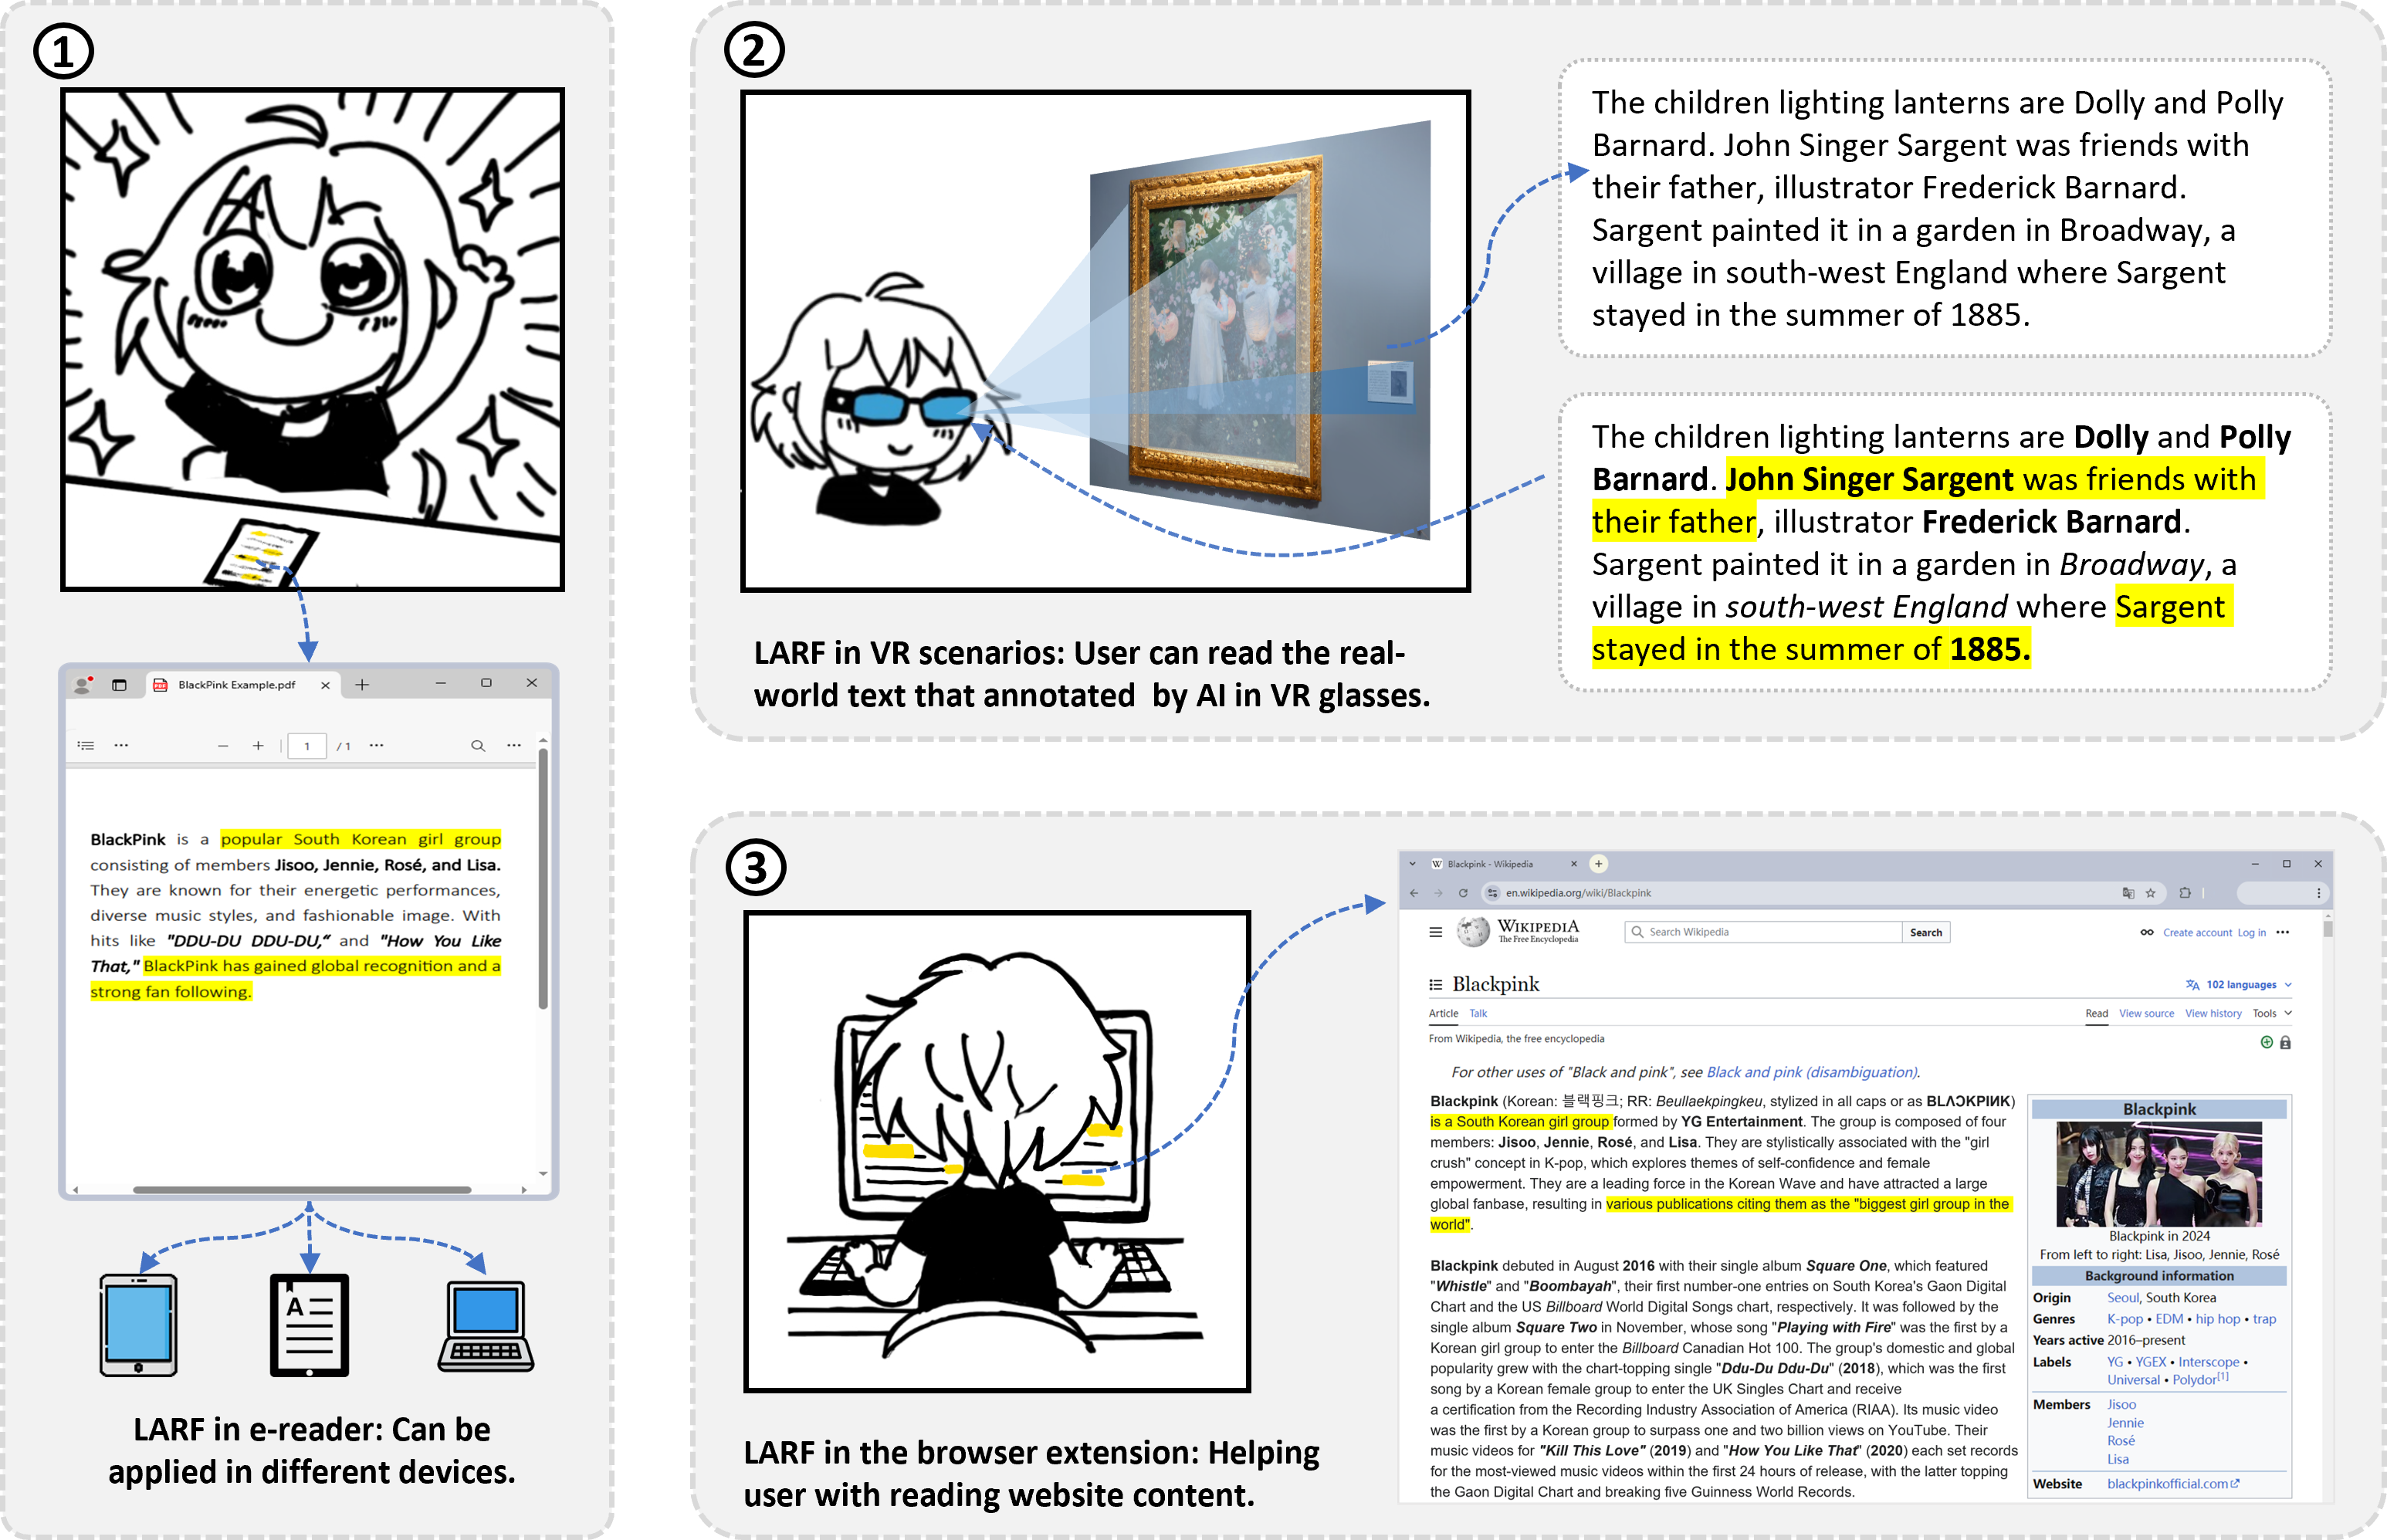 1
BlackPink Example.pdf
1 / 1
BlackPink is a popular South Korean girl group
consisting of members Jisoo, Jennie, Rosé, and Lisa.
They are known for their energetic performances,
diverse music styles, and fashionable image. With
hits like "DDU-DU DDU-DU,“ and "How You Like
That," BlackPink has gained global recognition and a
strong fan following.
A
LARF in e-reader: Can be
applied in different devices.
2
The children lighting lanterns are Dolly and Polly
Barnard. John Singer Sargent was friends with
their father, illustrator Frederick Barnard.
Sargent painted it in a garden in Broadway, a
village in south-west England where Sargent
stayed in the summer of 1885.
The children lighting lanterns are Dolly and Polly
Barnard. John Singer Sargent was friends with
their father, illustrator Frederick Barnard.
Sargent painted it in a garden in Broadway, a
village in south-west England where Sargent
stayed in the summer of 1885.
LARF in VR scenarios: User can read the real-
world text that annotated  by AI in VR glasses.
3
LARF in the browser extension: Helping
user with reading website content.
W Blackpink - Wikipedia
en.wikipedia.org/wiki/Blackpink
WIKIPEDIA
The Free Encyclopedia
Search Wikipedia Search
Create account Log in
Blackpink
102 languages
Article Talk
Read View source View history Tools
From Wikipedia, the free encyclopedia
For other uses of "Black and pink", see Black and pink (disambiguation).
Blackpink (Korean: 블랙핑크; RR: Beullaekpingkeu, stylized in all caps or as BLΛƆKPIИK)
is a South Korean girl group formed by YG Entertainment. The group is composed of four
members: Jisoo, Jennie, Rosé, and Lisa. They are stylistically associated with the "girl
crush" concept in K-pop, which explores themes of self-confidence and female
empowerment. They are a leading force in the Korean Wave and have attracted a large
global fanbase, resulting in various publications citing them as the "biggest girl group in the
world".
Blackpink debuted in August 2016 with their single album Square One, which featured
"Whistle" and "Boombayah", their first number-one entries on South Korea's Gaon Digital
Chart and the US Billboard World Digital Songs chart, respectively. It was followed by the
single album Square Two in November, whose song "Playing with Fire" was the first by a
Korean girl group to enter the Billboard Canadian Hot 100. The group's domestic and global
popularity grew with the chart-topping single "Ddu-Du Ddu-Du" (2018), which was the first
song by a Korean female group to enter the UK Singles Chart and receive
a certification from the Recording Industry Association of America (RIAA). Its music video
was the first by a Korean group to surpass one and two billion views on YouTube. Their
music videos for "Kill This Love" (2019) and "How You Like That" (2020) each set records
for the most-viewed music videos within the first 24 hours of release, with the latter topping
the Gaon Digital Chart and breaking five Guinness World Records.
Blackpink
Blackpink in 2024
From left to right: Lisa, Jisoo, Jennie, Rosé
Background information
Origin Seoul, South Korea
Genres K-pop • EDM • hip hop • trap
Years active 2016–present
Labels YG • YGEX • Interscope •
Universal • Polydor[1]
Members Jisoo
Jennie
Rosé
Lisa
Website blackpinkofficial.com